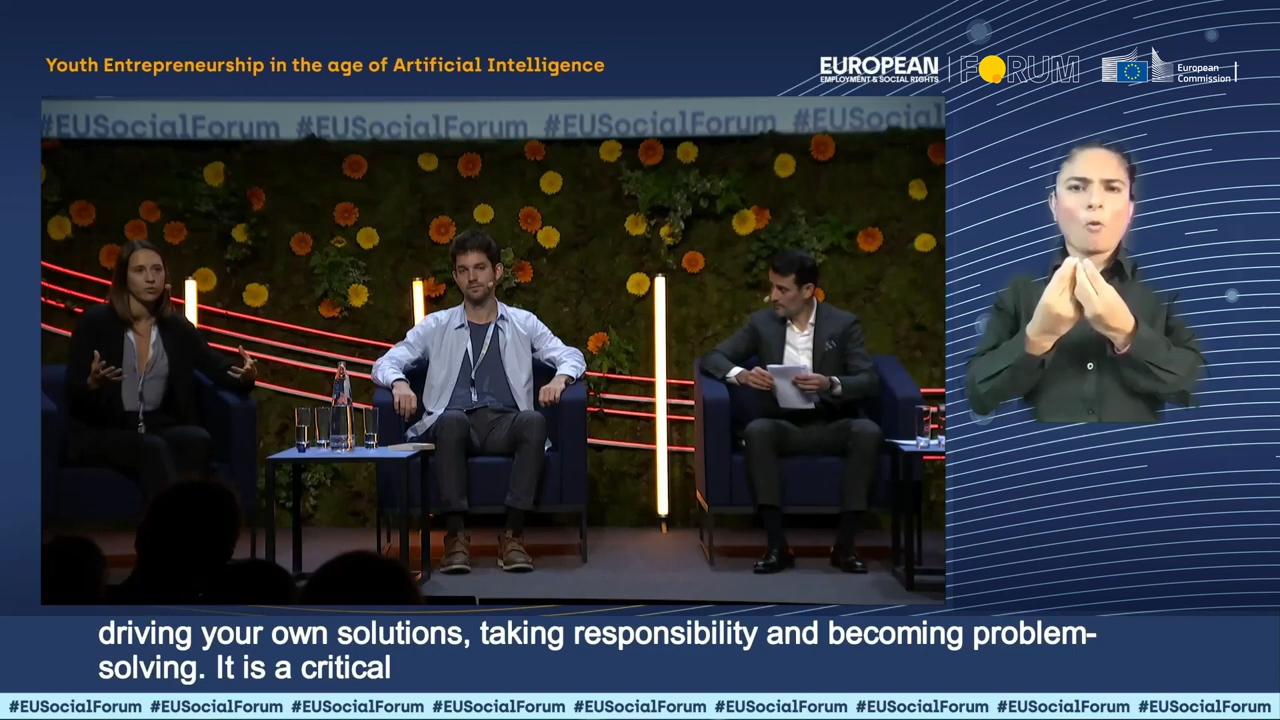 Youth Entrepreneurship in the age of Artificial Intelligence
EUROPEAN
EMPLOYMENT & SOCIAL RIGHTS
FORUM
European
Commission
#EUSocialForum #EUSocialForum #EUSocialForum #EUSocial
driving your own solutions, taking responsibility and becoming problem-
solving. It is a critical
#EUSocialForum #EUSocialForum #EUSocialForum #EUSocialForum #EUSocialForum #EUSocialForum #EUSocialForum #EUSocialForum #EUSocialForum